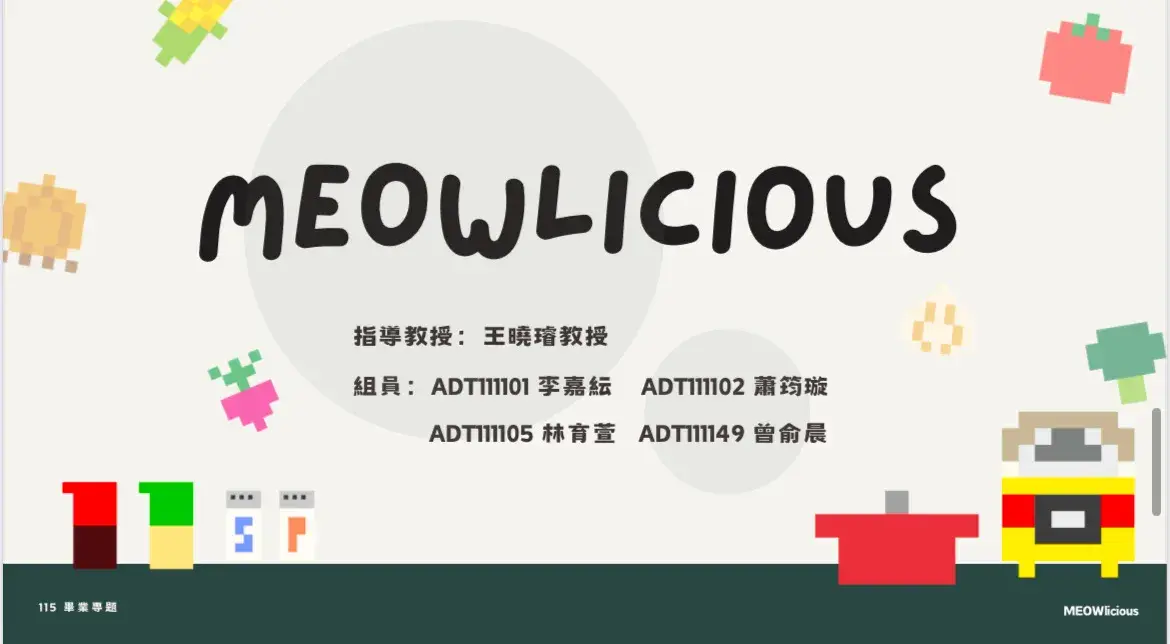 MEOWLICIOUS
指導教授：王曉璿教授
組員：ADT111101 李嘉紜 ADT111102 蕭筠璇
ADT111105 林育萱 ADT111149 曾俞晨
S P
115 畢業專題
MEOWlicious